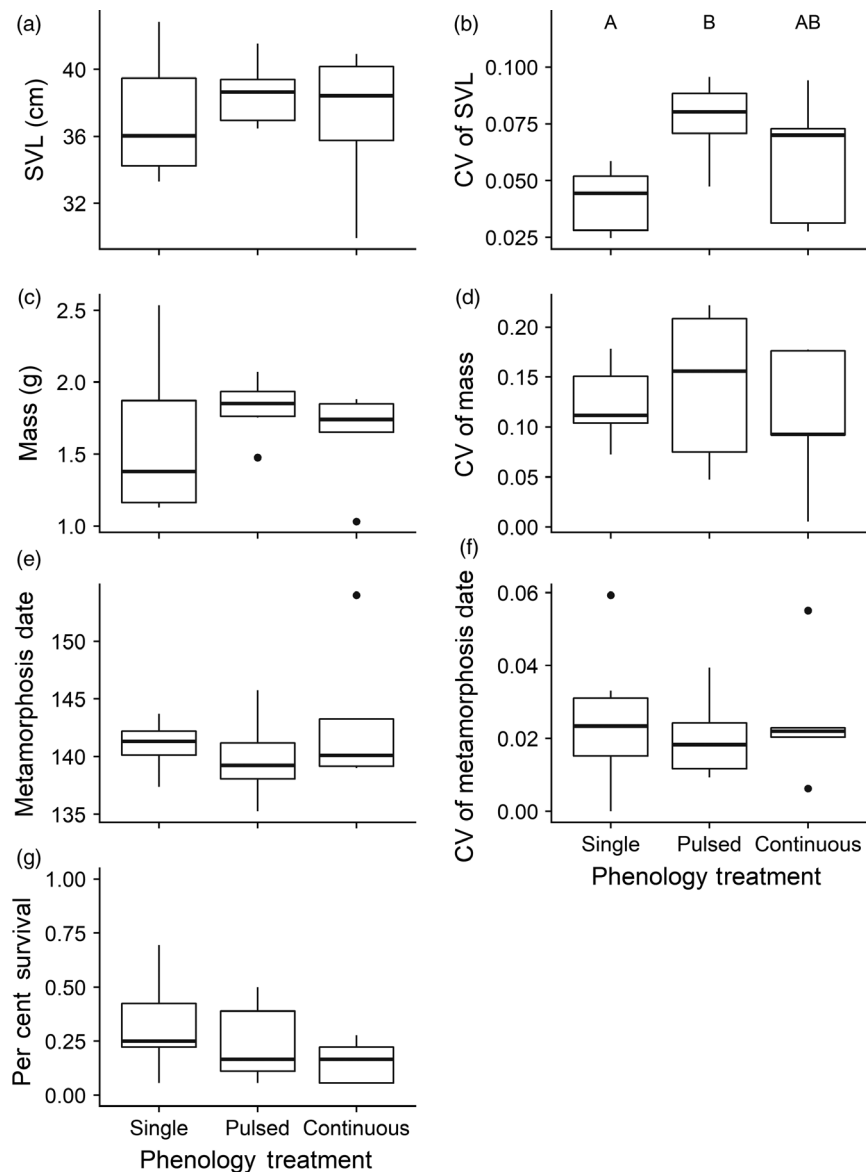 (a)
SVL (cm)
40
36
32
(b)
CV of SVL
A B AB
0.100
0.075
0.050
0.025
(c)
Mass (g)
2.5
2.0
1.5
1.0
(d)
CV of mass
0.20
0.15
0.10
0.05
0.00
(e)
Metamorphosis date
150
145
140
135
(f)
CV of metamorphosis date
0.06
0.04
0.02
0.00
Single Pulsed Continuous
Phenology treatment
(g)
Per cent survival
1.00
0.75
0.50
0.25
0.00
Single Pulsed Continuous
Phenology treatment